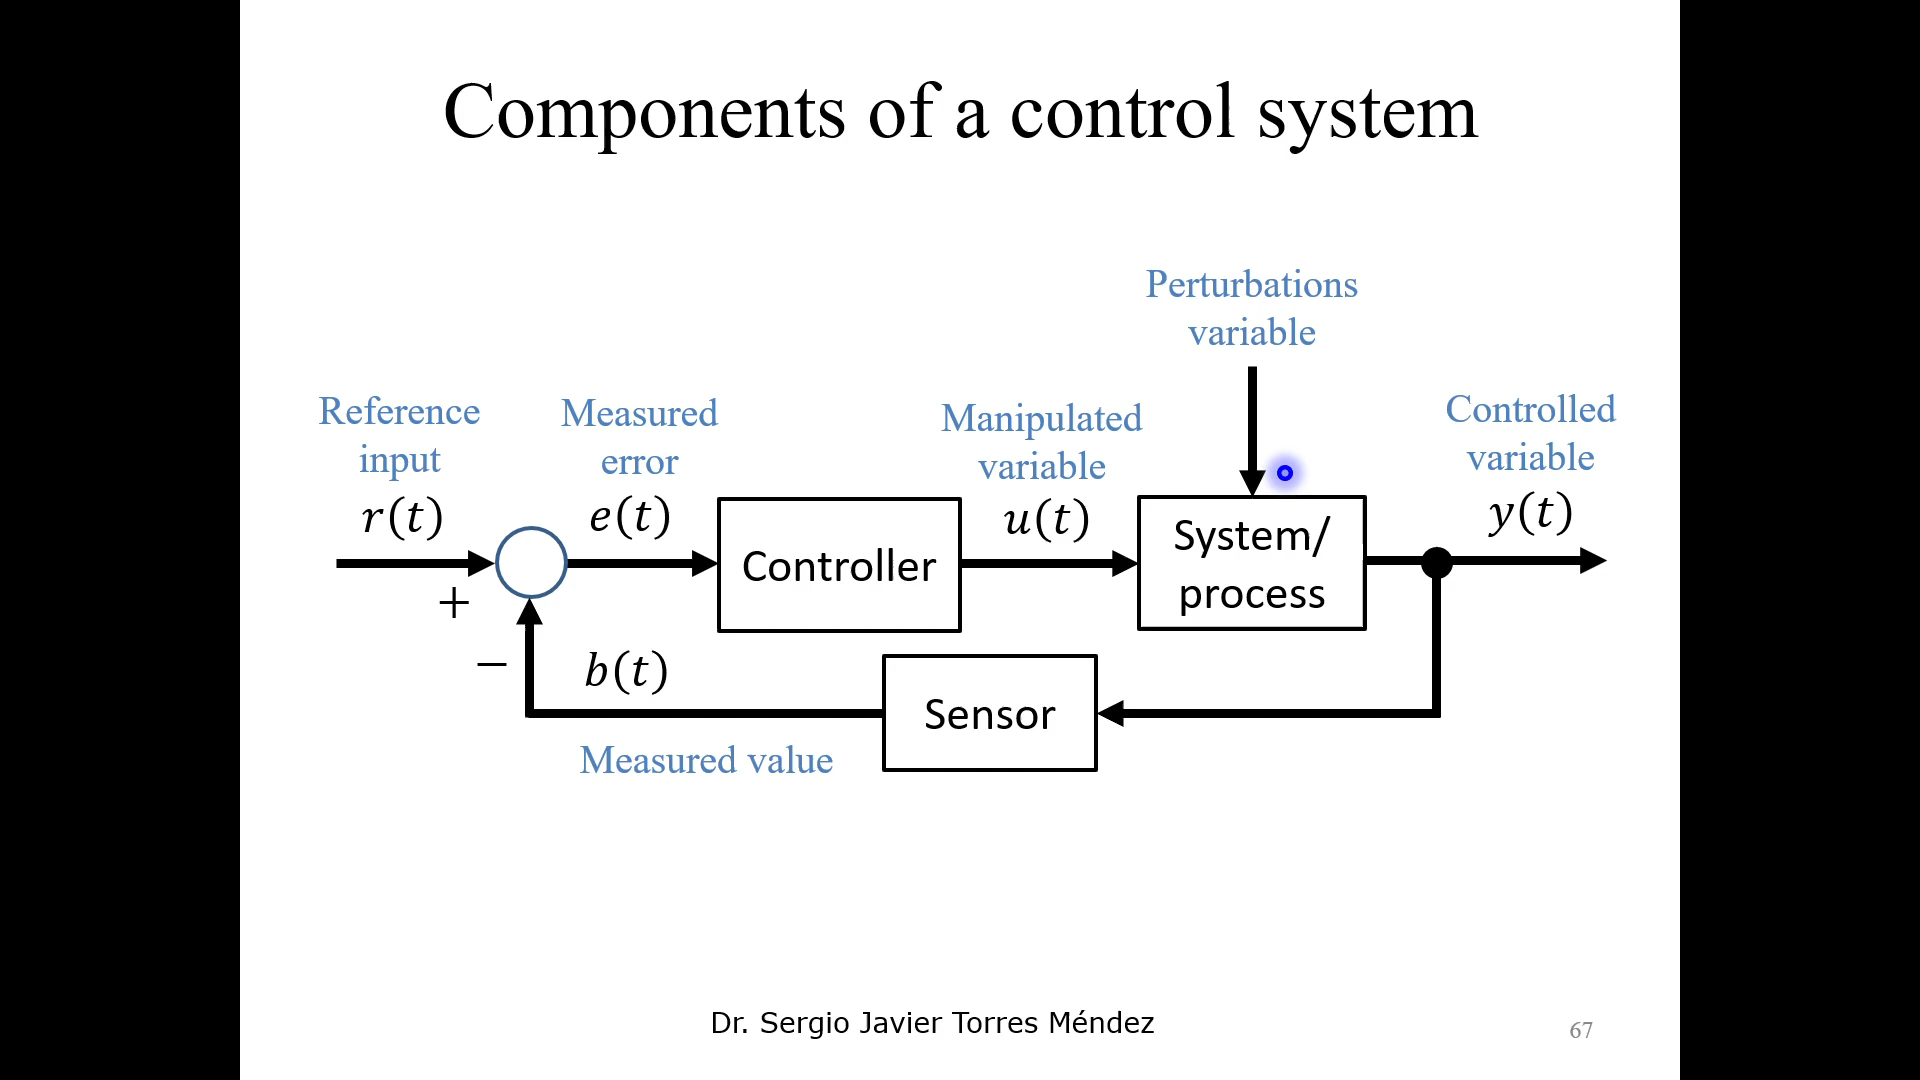 Components of a control system
Perturbations
variable
Reference
input
Measured
error
Manipulated
variable
Controlled
variable
r(t)
e(t)
u(t)
y(t)
Controller
System/
process
+
−
b(t)
Sensor
Measured value
Dr. Sergio Javier Torres Méndez
67